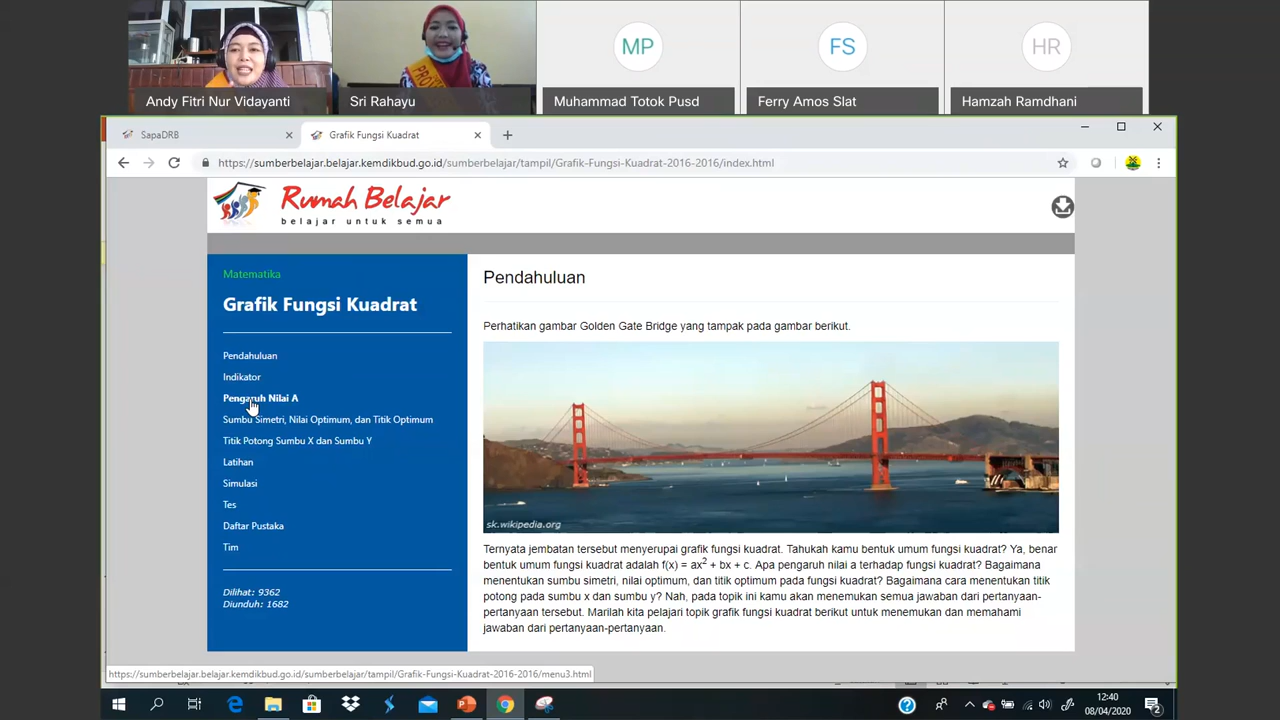 MP
FS
HR
Andy Fitri Nur Vidayanti
Sri Rahayu
Muhammad Totok Pusd
Ferry Amos Slat
Hamzah Ramdhani
SapaDRB
Grafik Fungsi Kuadrat
https://sumberbelajar.belajar.kemdikbud.go.id/sumberbelajar/tampil/Grafik-Fungsi-Kuadrat-2016-2016/index.html
Rumah Belajar
belajar untuk semua
Matematika
Grafik Fungsi Kuadrat
Pendahuluan
Indikator
Pengaruh Nilai A
Sumbu Simetri, Nilai Optimum, dan Titik Optimum
Titik Potong Sumbu X dan Sumbu Y
Latihan
Simulasi
Tes
Daftar Pustaka
Tim
Dilihat: 9362
Diunduh: 1682
Pendahuluan
Perhatikan gambar Golden Gate Bridge yang tampak pada gambar berikut.
sk.wikipedia.org
Ternyata jembatan tersebut menyerupai grafik fungsi kuadrat. Tahukah kamu bentuk umum fungsi kuadrat? Ya, benar
bentuk umum fungsi kuadrat adalah f(x) = ax² + bx + c. Apa pengaruh nilai a terhadap fungsi kuadrat? Bagaimana
menentukan sumbu simetri, nilai optimum, dan titik optimum pada fungsi kuadrat? Bagaimana cara menentukan titik
potong pada sumbu x dan sumbu y? Nah, pada topik ini kamu akan menemukan semua jawaban dari pertanyaan-
pertanyaan tersebut. Marilah kita pelajari topik grafik fungsi kuadrat berikut untuk menemukan dan memahami
jawaban dari pertanyaan-pertanyaan.
https://sumberbelajar.belajar.kemdikbud.go.id/sumberbelajar/tampil/Grafik-Fungsi-Kuadrat-2016-2016/menu3.html
12:40
08/04/2020
2